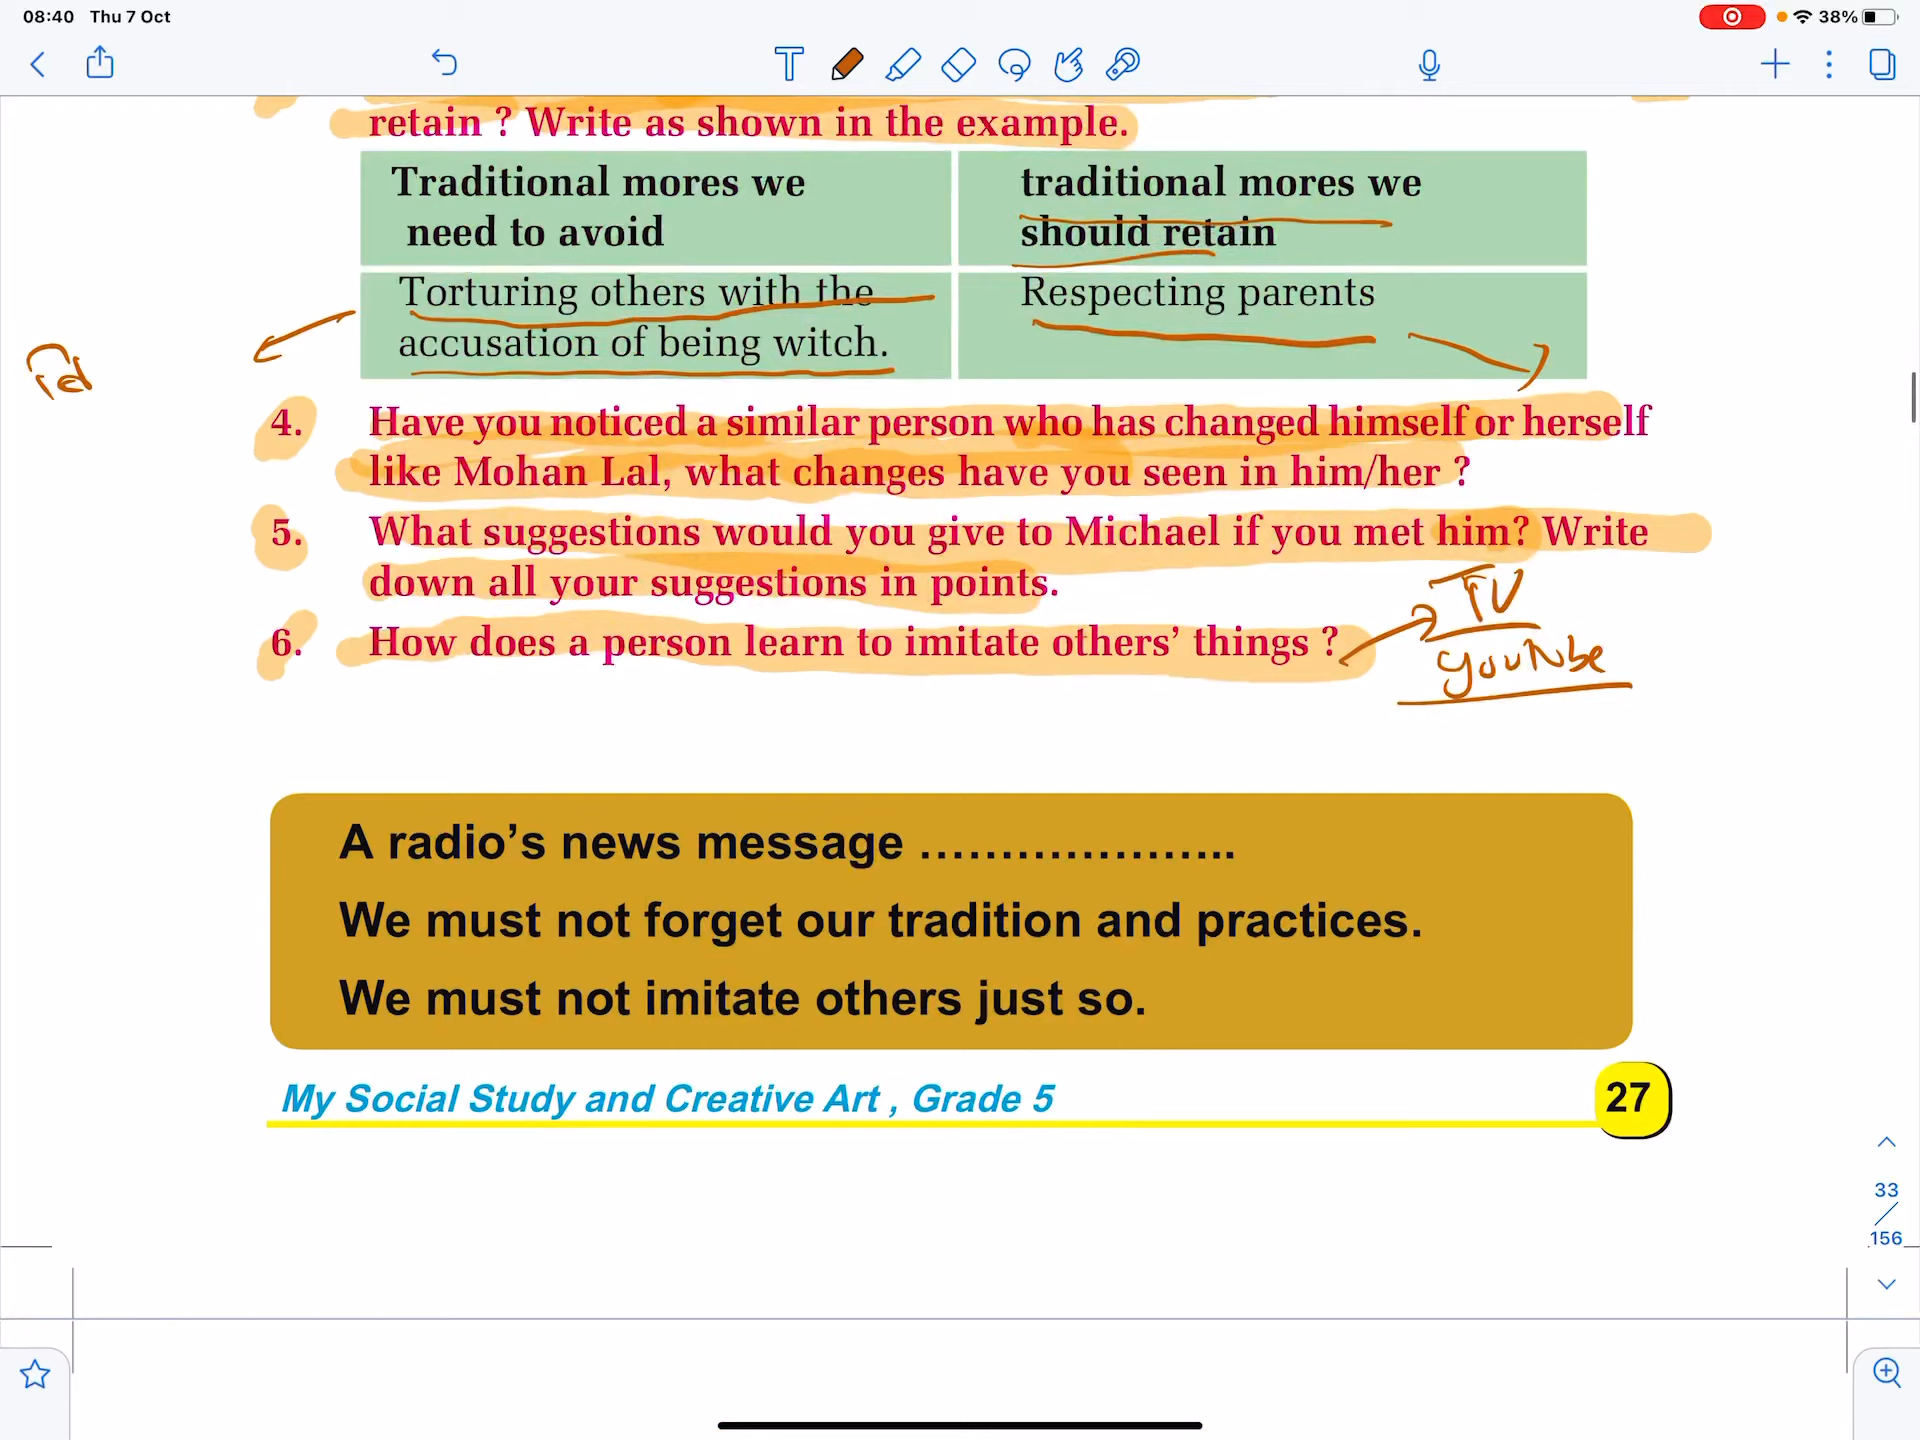 08:40 Thu 7 Oct
38%
retain ? Write as shown in the example.
Traditional mores we
need to avoid
traditional mores we
should retain
Torturing others with the
accusation of being witch.
Respecting parents
4. Have you noticed a similar person who has changed himself or herself
like Mohan Lal, what changes have you seen in him/her ?
5. What suggestions would you give to Michael if you met him? Write
down all your suggestions in points.
6. How does a person learn to imitate others’ things ?
TV
YouTube
A radio’s news message .....................
We must not forget our tradition and practices.
We must not imitate others just so.
My Social Study and Creative Art , Grade 5
27
33
156